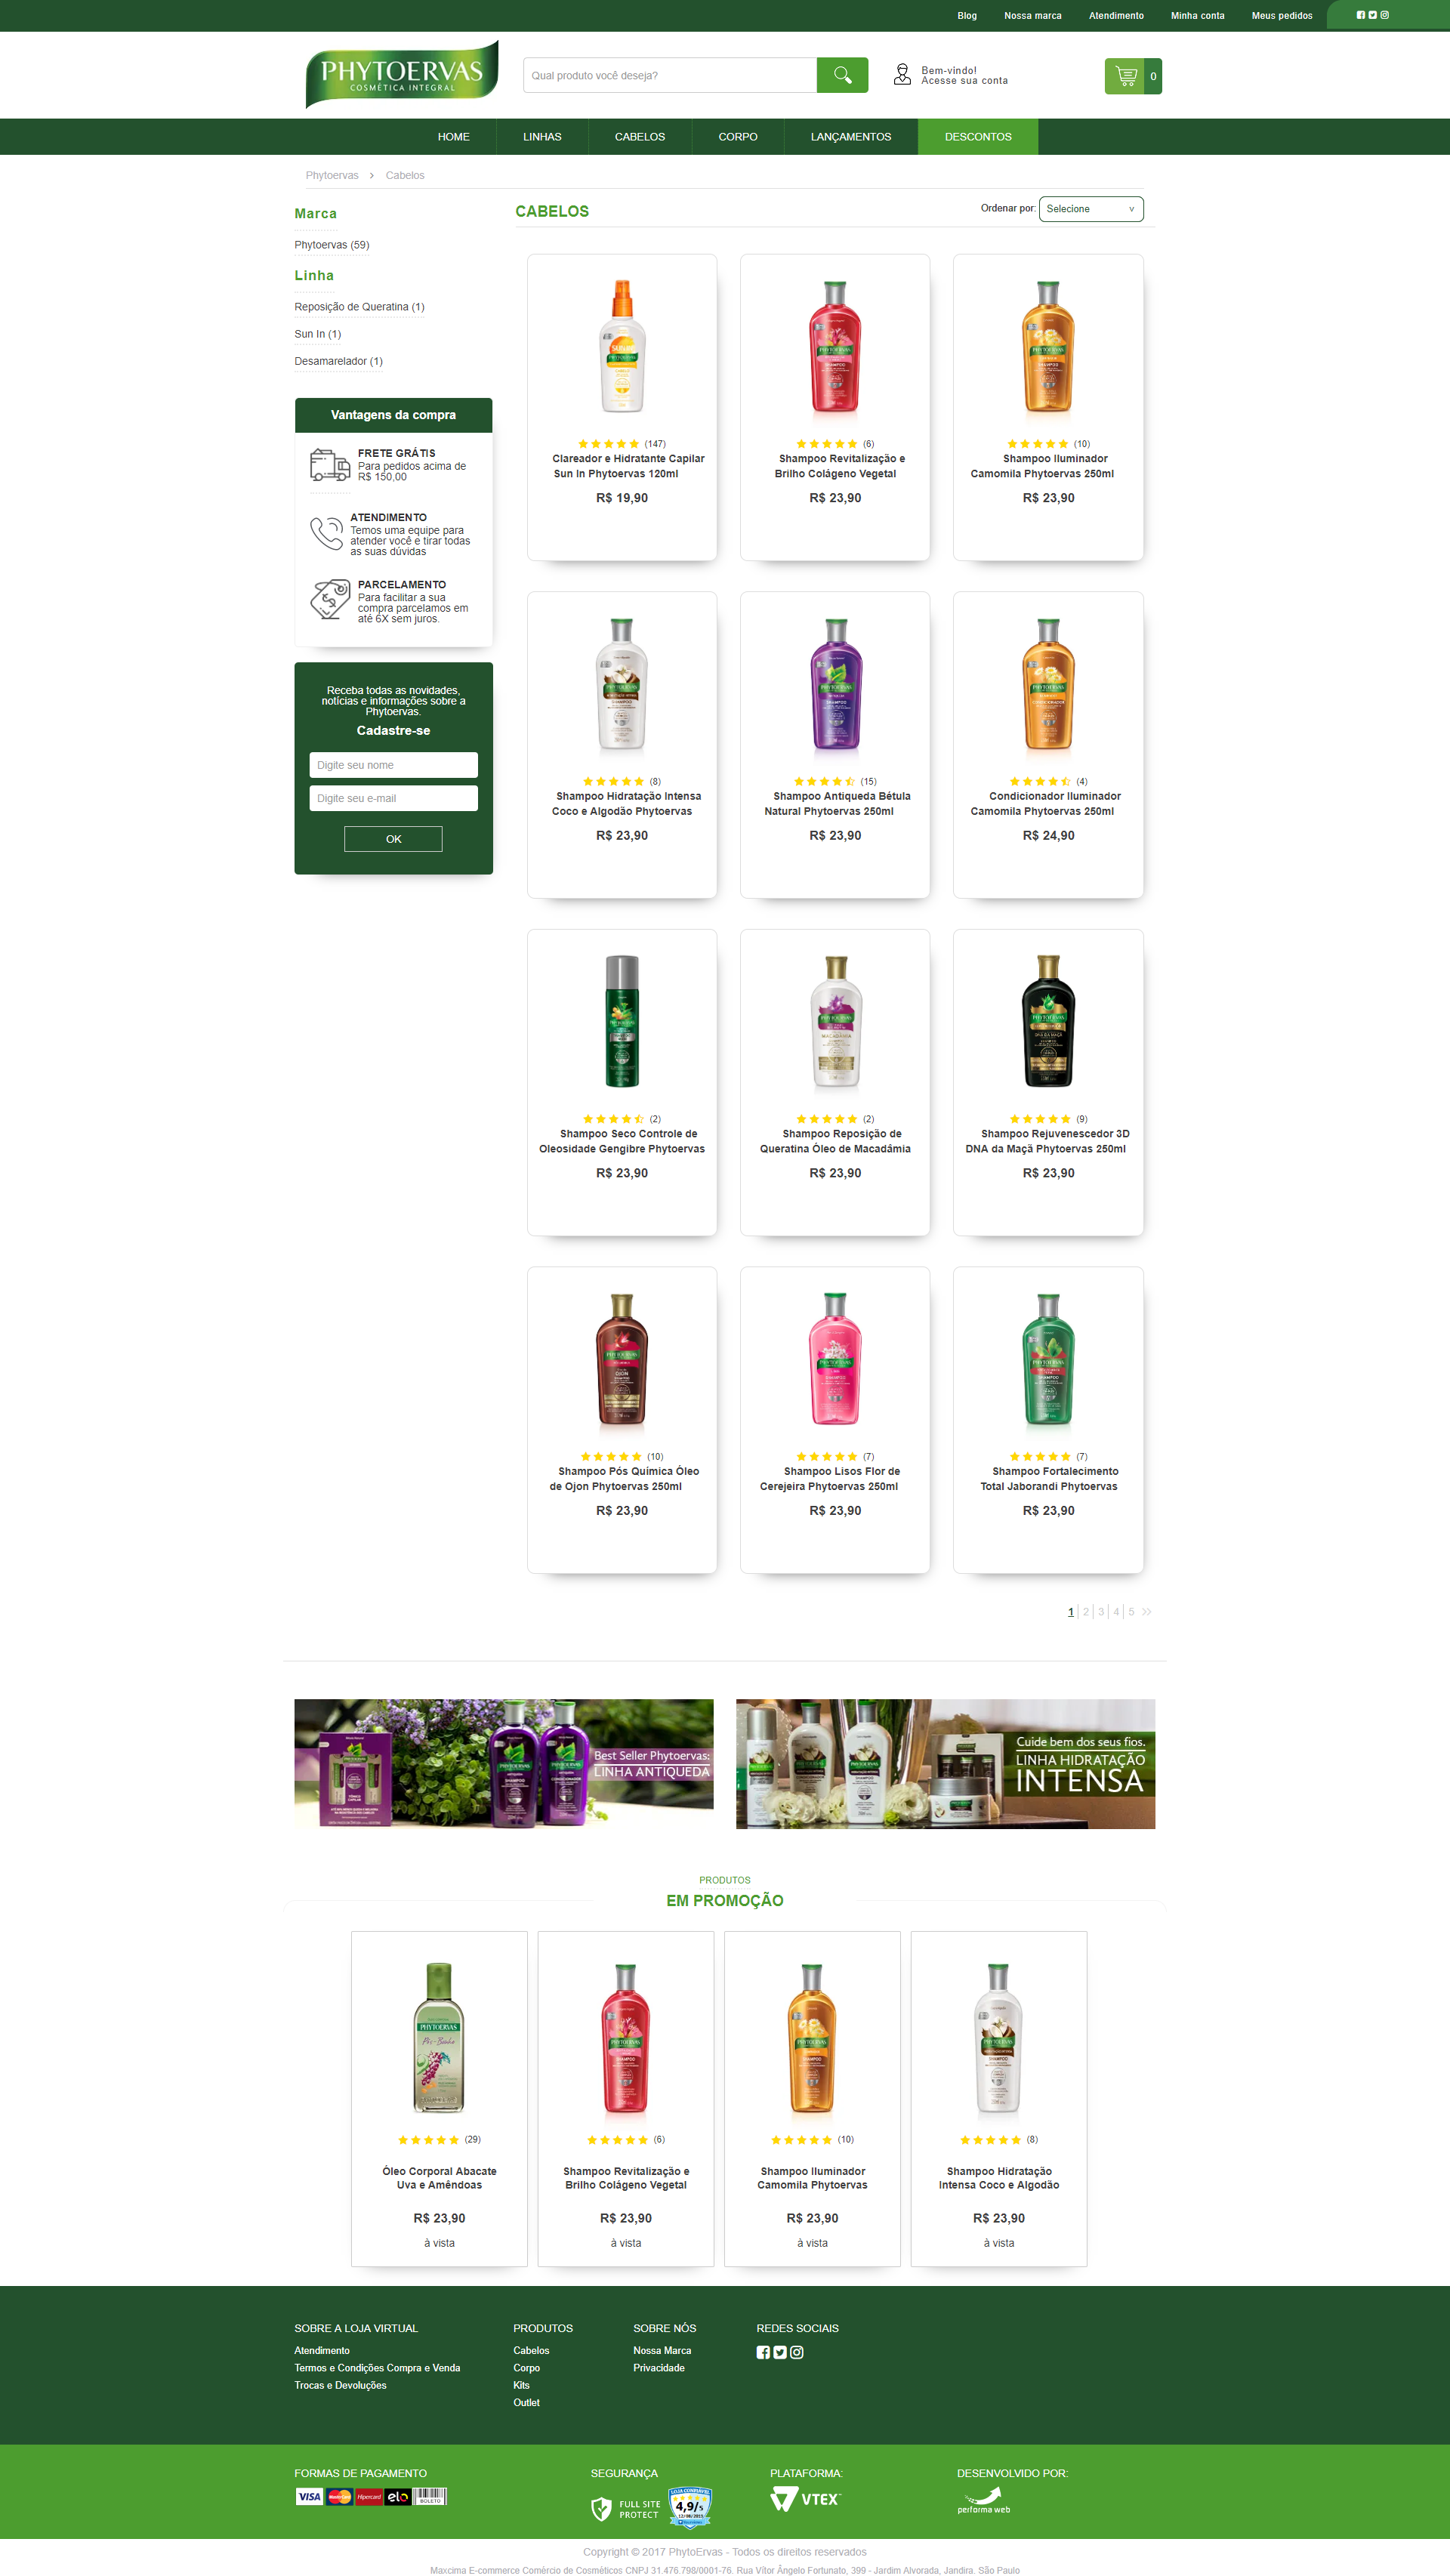 Blog Nossa marca Atendimento Minha conta Meus pedidos
PHYTOERVAS
COSMÉTICA INTEGRAL
Qual produto você deseja?
Bem-vindo!
Acesse sua conta
0
HOME LINHAS CABELOS CORPO LANÇAMENTOS DESCONTOS
Phytoervas > Cabelos
Marca
Phytoervas (59)
Linha
Reposição de Queratina (1)
Sun In (1)
Desamarelador (1)
Vantagens da compra
FRETE GRÁTIS
Para pedidos acima de
R$ 150,00
ATENDIMENTO
Temos uma equipe para
atender você e tirar todas
as suas dúvidas
PARCELAMENTO
Para facilitar a sua
compra parcelamos em
até 6X sem juros.
Receba todas as novidades,
notícias e informações sobre a
Phytoervas.
Cadastre-se
Digite seu nome
Digite seu e-mail
OK
CABELOS
Ordenar por: Selecione
(147)
Clareador e Hidratante Capilar
Sun In Phytoervas 120ml
R$ 19,90
(6)
Shampoo Revitalização e
Brilho Colágeno Vegetal
R$ 23,90
(10)
Shampoo Iluminador
Camomila Phytoervas 250ml
R$ 23,90
(8)
Shampoo Hidratação Intensa
Coco e Algodão Phytoervas
R$ 23,90
(15)
Shampoo Antiqueda Bétula
Natural Phytoervas 250ml
R$ 23,90
(4)
Condicionador Iluminador
Camomila Phytoervas 250ml
R$ 24,90
(2)
Shampoo Seco Controle de
Oleosidade Gengibre Phytoervas
R$ 23,90
(2)
Shampoo Reposição de
Queratina Óleo de Macadâmia
R$ 23,90
(9)
Shampoo Rejuvenescedor 3D
DNA da Maçã Phytoervas 250ml
R$ 23,90
(10)
Shampoo Pós Química Óleo
de Ojon Phytoervas 250ml
R$ 23,90
(7)
Shampoo Lisos Flor de
Cerejeira Phytoervas 250ml
R$ 23,90
(7)
Shampoo Fortalecimento
Total Jaborandi Phytoervas
R$ 23,90
1 2 3 4 5 >>
Best Seller Phytoervas:
LINHA ANTIQUEDA
Cuide bem dos seus fios.
LINHA HIDRATAÇÃO
INTENSA
PRODUTOS
EM PROMOÇÃO
PHYTOERVAS
(29)
Óleo Corporal Abacate
Uva e Amêndoas
R$ 23,90
à vista
(6)
Shampoo Revitalização e
Brilho Colágeno Vegetal
R$ 23,90
à vista
(10)
Shampoo Iluminador
Camomila Phytoervas
R$ 23,90
à vista
(8)
Shampoo Hidratação
Intensa Coco e Algodão
R$ 23,90
à vista
SOBRE A LOJA VIRTUAL
Atendimento
Termos e Condições Compra e Venda
Trocas e Devoluções
PRODUTOS
Cabelos
Corpo
Kits
Outlet
SOBRE NÓS
Nossa Marca
Privacidade
REDES SOCIAIS
FORMAS DE PAGAMENTO
VISA MasterCard Hipercard elo BOLETO
SEGURANÇA
FULL SITE
PROTECT
LOJA CONFIÁVEL
4,9/5
PLATAFORMA:
VTEX
DESENVOLVIDO POR:
performa web
Copyright © 2017 PhytoErvas - Todos os direitos reservados
Maxcima E-commerce Comércio de Cosméticos CNPJ 31.476.798/0001-76. Rua Vítor Ângelo Fortunato, 399 - Jardim Alvorada, Jandira. São Paulo